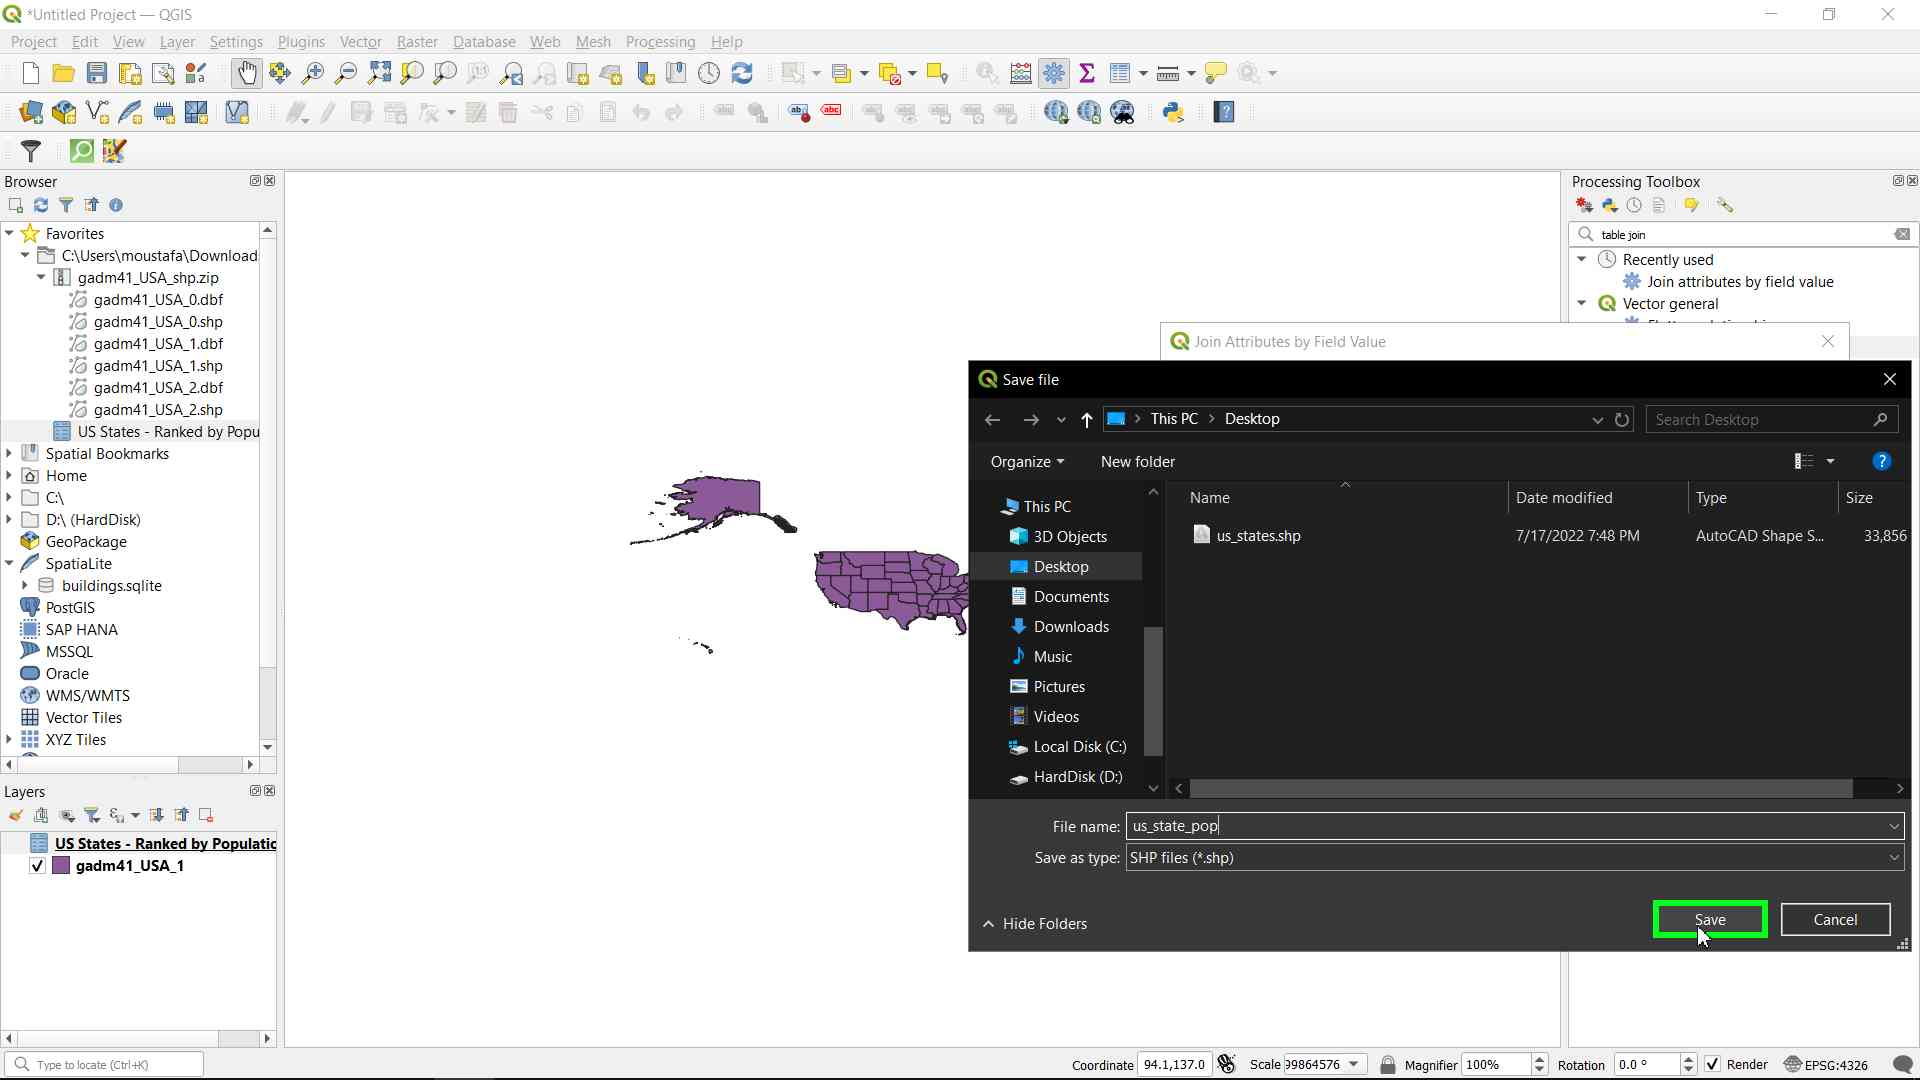 *Untitled Project — QGIS
Project Edit View Layer Settings Plugins Vector Raster Database Web Mesh Processing Help
Browser
Favorites
C:\Users\moustafa\Download
gadm41_USA_shp.zip
gadm41_USA_0.dbf
gadm41_USA_0.shp
gadm41_USA_1.dbf
gadm41_USA_1.shp
gadm41_USA_2.dbf
gadm41_USA_2.shp
US States - Ranked by Popu
Spatial Bookmarks
Home
C:\
D:\ (HardDisk)
GeoPackage
SpatiaLite
buildings.sqlite
PostGIS
SAP HANA
MSSQL
Oracle
WMS/WMTS
Vector Tiles
XYZ Tiles
Layers
US States - Ranked by Populatic
gadm41_USA_1
Processing Toolbox
table join
Recently used
Join attributes by field value
Vector general
Join Attributes by Field Value
Save file
This PC > Desktop
Search Desktop
Organize New folder
This PC
3D Objects
Desktop
Documents
Downloads
Music
Pictures
Videos
Local Disk (C:)
HardDisk (D:)
Name Date modified Type Size
us_states.shp 7/17/2022 7:48 PM AutoCAD Shape S... 33,856
File name: us_state_pop
Save as type: SHP files (*.shp)
Hide Folders
Save Cancel
Type to locate (Ctrl+K)
Coordinate 94.1,137.0 Scale 99864576 Magnifier 100% Rotation 0.0 ° Render EPSG:4326